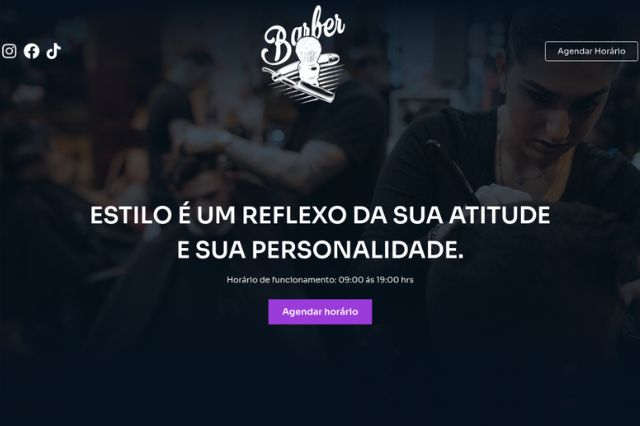 Barber
Agendar Horário
ESTILO É UM REFLEXO DA SUA ATITUDE
E SUA PERSONALIDADE.
Horário de funcionamento: 09:00 ás 19:00 hrs
Agendar horário